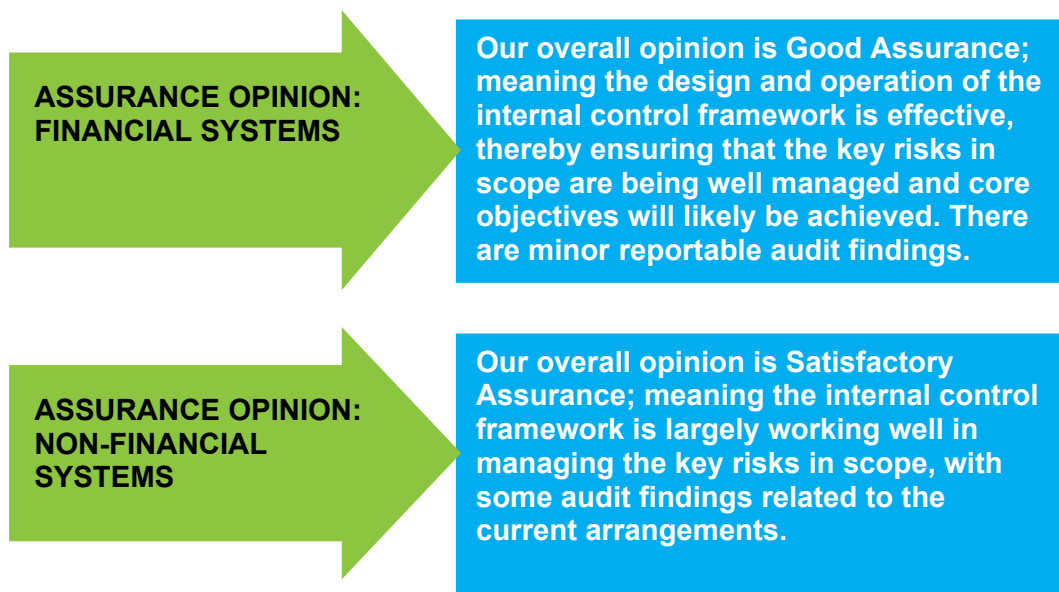 ASSURANCE OPINION:
FINANCIAL SYSTEMS
Our overall opinion is Good Assurance;
meaning the design and operation of the
internal control framework is effective,
thereby ensuring that the key risks in
scope are being well managed and core
objectives will likely be achieved. There
are minor reportable audit findings.
ASSURANCE OPINION:
NON-FINANCIAL
SYSTEMS
Our overall opinion is Satisfactory
Assurance; meaning the internal control
framework is largely working well in
managing the key risks in scope, with
some audit findings related to the
current arrangements.